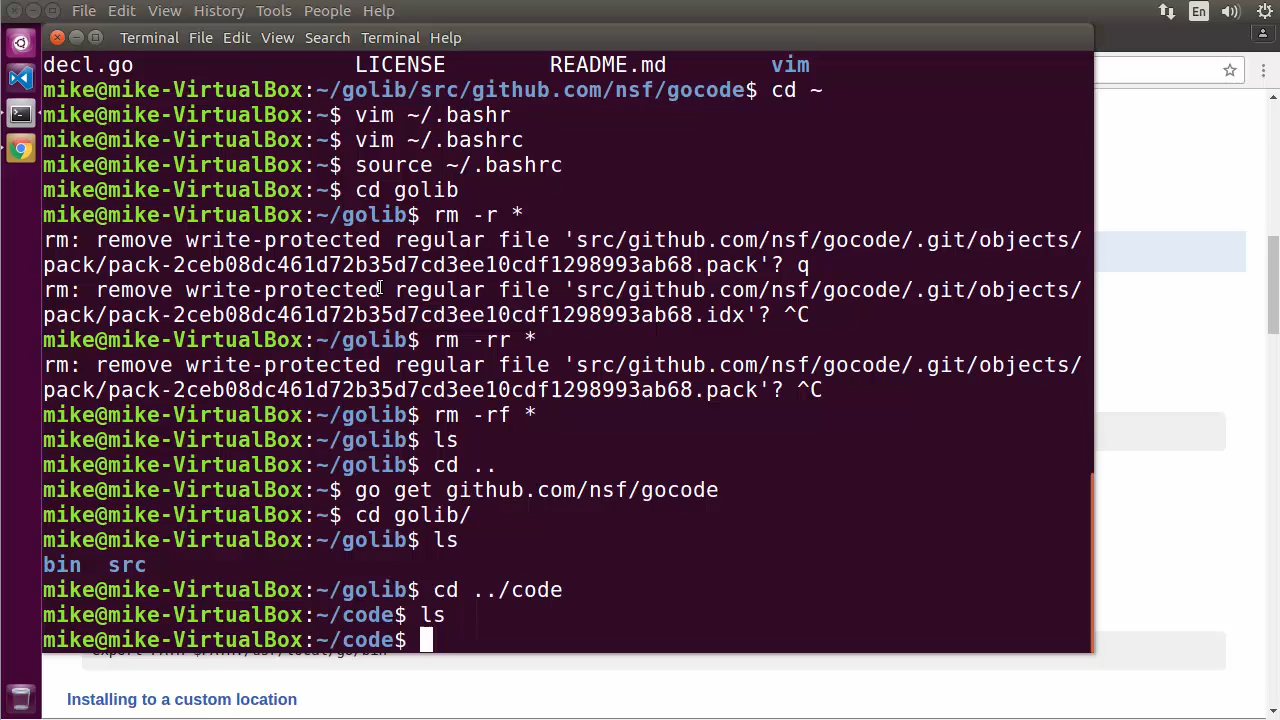 File Edit View History Tools People Help
En
Terminal File Edit View Search Terminal Help
decl.go LICENSE README.md vim
mike@mike-VirtualBox:~/golib/src/github.com/nsf/gocode$ cd ~
mike@mike-VirtualBox:~$ vim ~/.bashr
mike@mike-VirtualBox:~$ vim ~/.bashrc
mike@mike-VirtualBox:~$ source ~/.bashrc
mike@mike-VirtualBox:~$ cd golib
mike@mike-VirtualBox:~/golib$ rm -r *
rm: remove write-protected regular file 'src/github.com/nsf/gocode/.git/objects/
pack/pack-2ceb08dc461d72b35d7cd3ee10cdf1298993ab68.pack'? q
rm: remove write-protected regular file 'src/github.com/nsf/gocode/.git/objects/
pack/pack-2ceb08dc461d72b35d7cd3ee10cdf1298993ab68.idx'? ^C
mike@mike-VirtualBox:~/golib$ rm -rr *
rm: remove write-protected regular file 'src/github.com/nsf/gocode/.git/objects/
pack/pack-2ceb08dc461d72b35d7cd3ee10cdf1298993ab68.pack'? ^C
mike@mike-VirtualBox:~/golib$ rm -rf *
mike@mike-VirtualBox:~/golib$ ls
mike@mike-VirtualBox:~/golib$ cd ..
mike@mike-VirtualBox:~$ go get github.com/nsf/gocode
mike@mike-VirtualBox:~$ cd golib/
mike@mike-VirtualBox:~/golib$ ls
bin src
mike@mike-VirtualBox:~/golib$ cd ../code
mike@mike-VirtualBox:~/code$ ls
mike@mike-VirtualBox:~/code$
Installing to a custom location